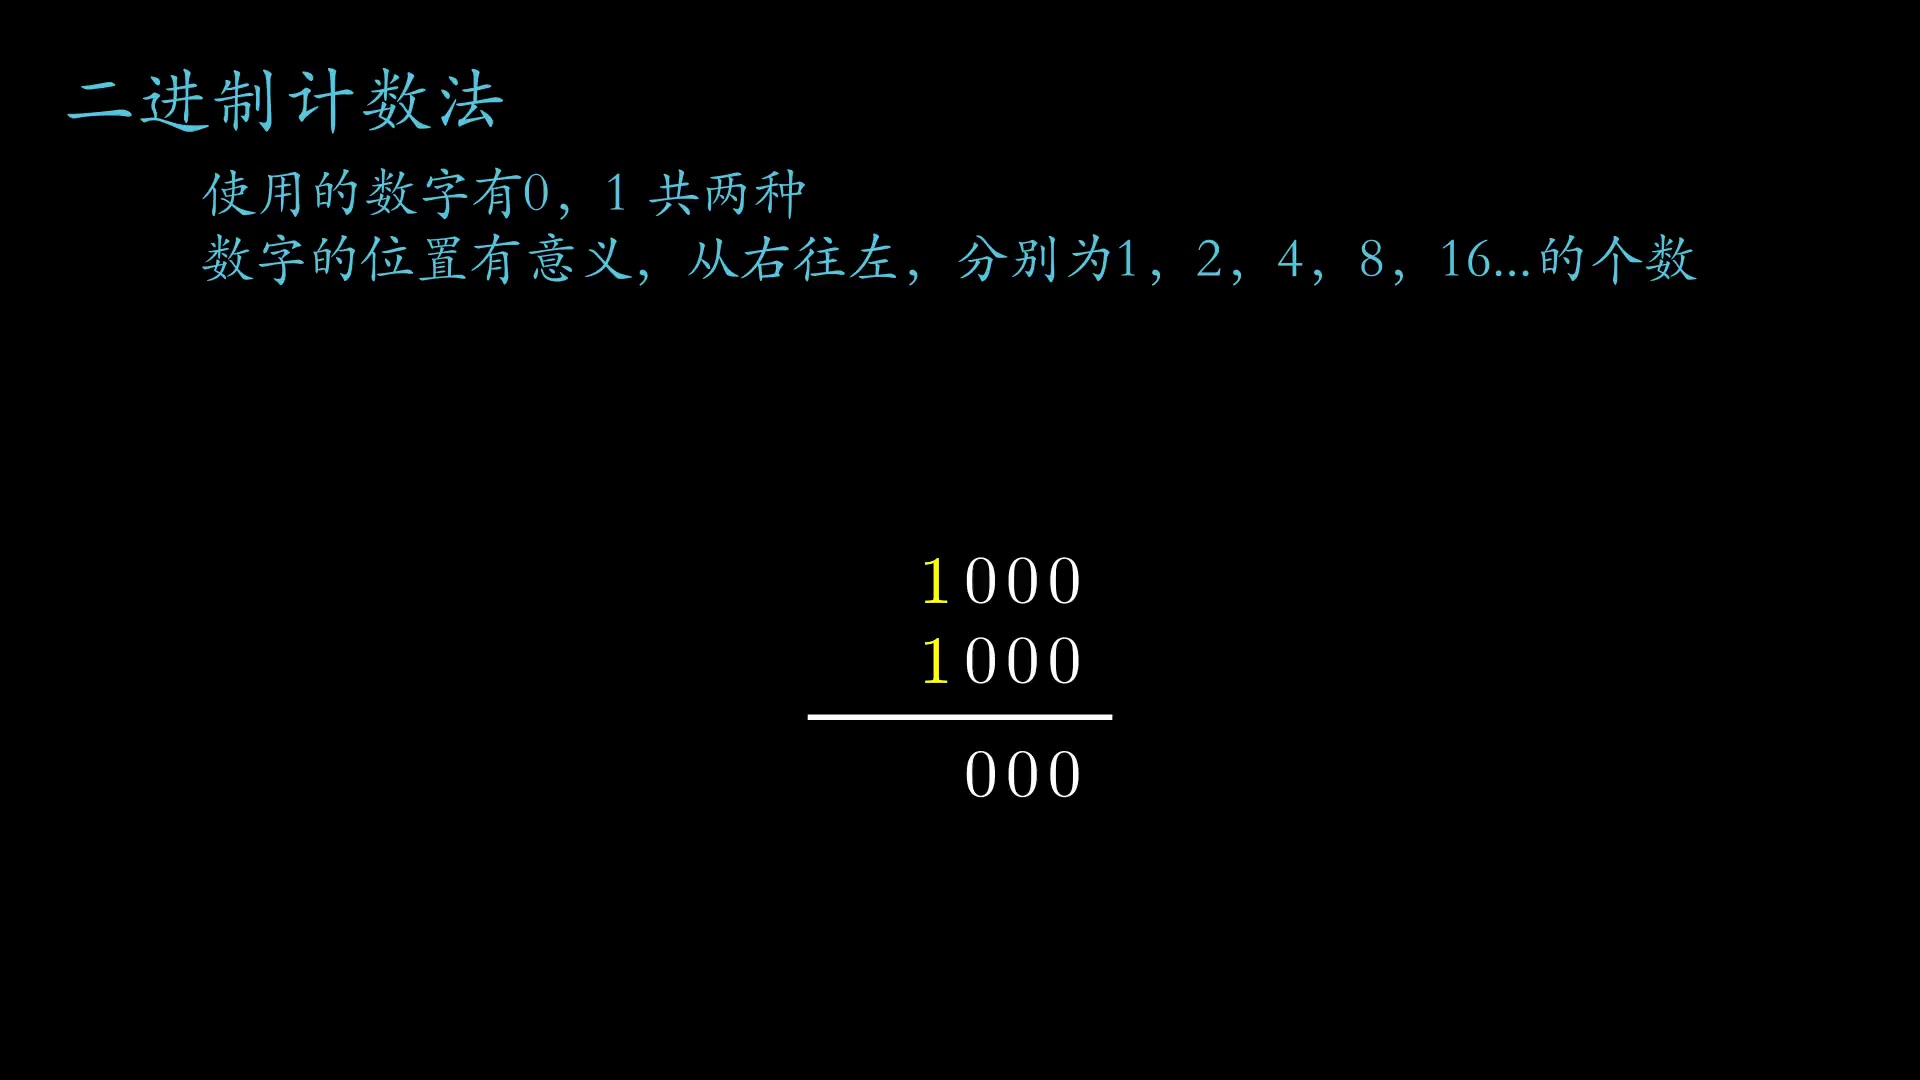 二进制计数法
使用的数字有0，1 共两种
数字的位置有意义，从右往左，分别为1，2，4，8，16...的个数
1000
1000
000